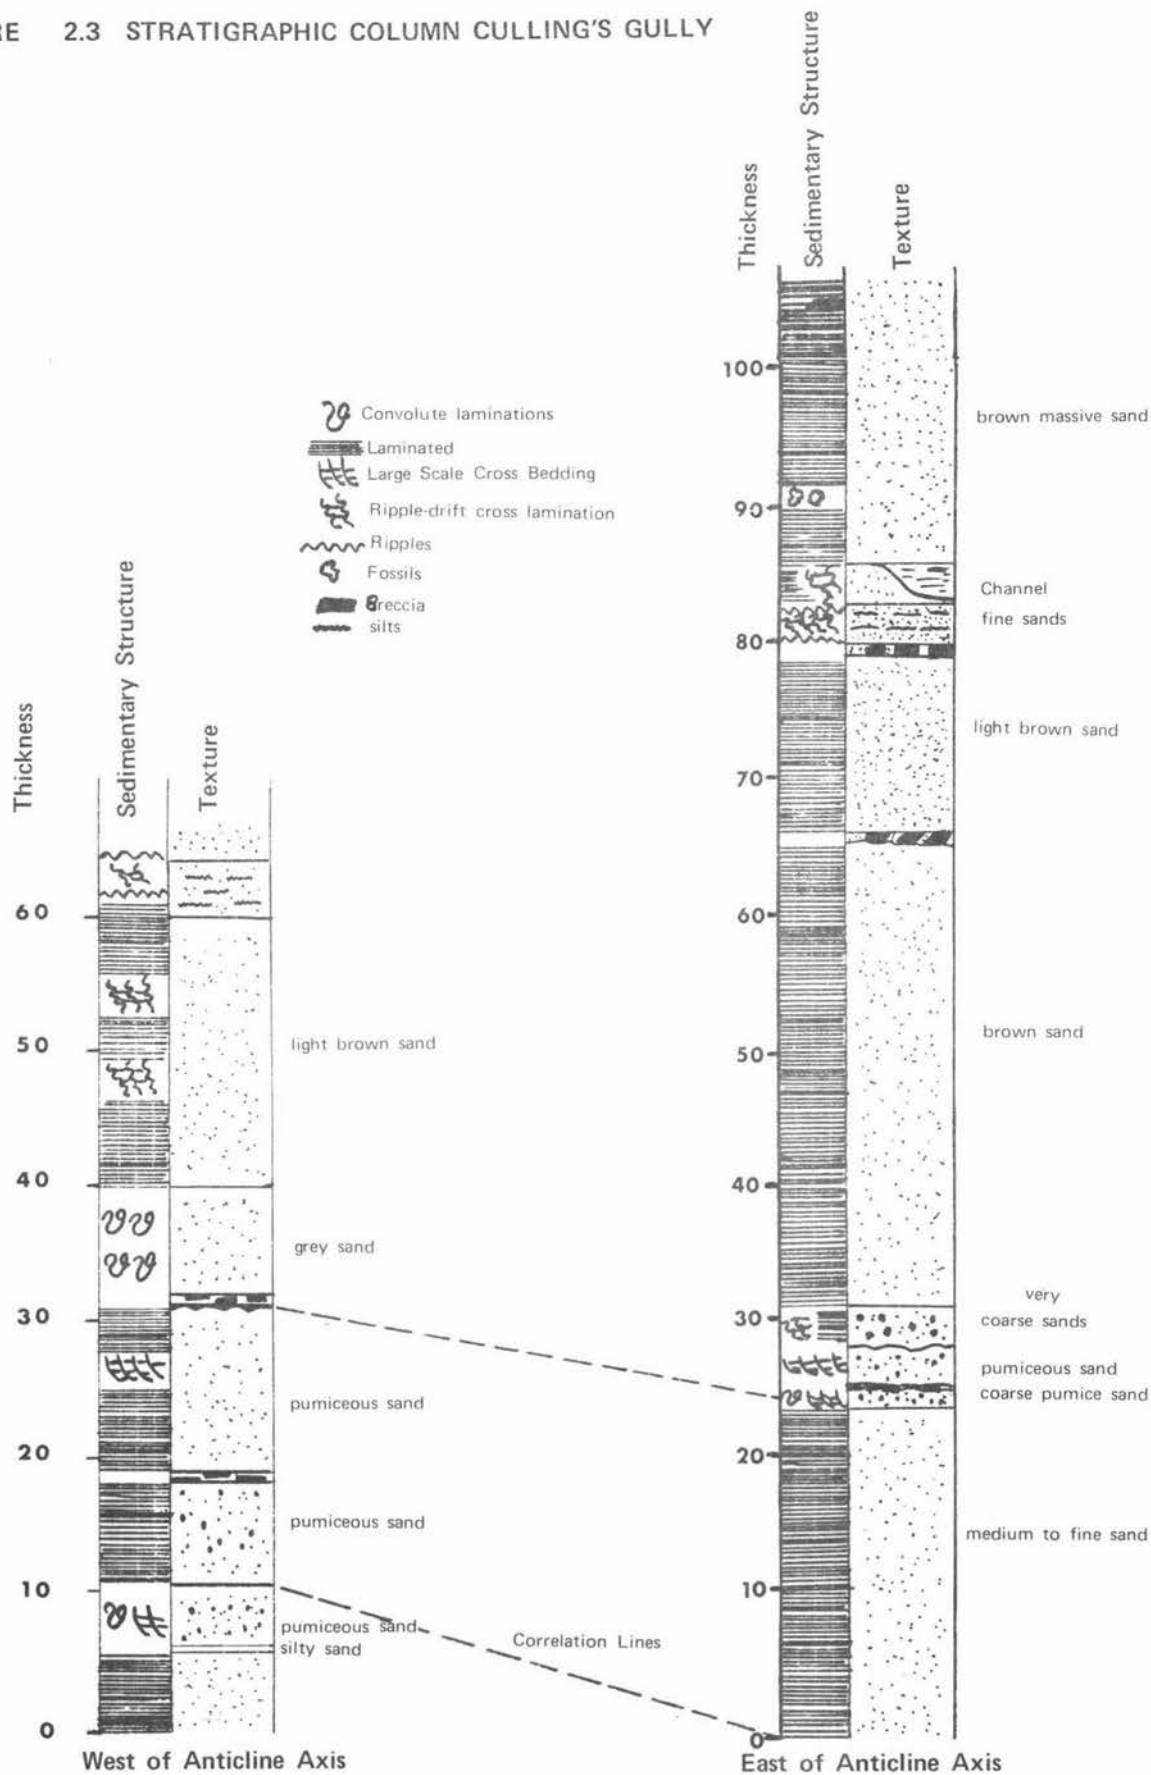 RE 2.3 STRATIGRAPHIC COLUMN CULLING'S GULLY
Convolute laminations
Laminated
Large Scale Cross Bedding
Ripple-drift cross lamination
Ripples
Fossils
Breccia
silts
Thickness
Sedimentary Structure
Texture
60
50
40
30
20
10
0
light brown sand
grey sand
pumiceous sand
pumiceous sand
pumiceous sand
silty sand
West of Anticline Axis
Correlation Lines
Thickness
Sedimentary Structure
Texture
100
90
80
70
60
50
40
30
20
10
0
brown massive sand
Channel
fine sands
light brown sand
brown sand
very
coarse sands
pumiceous sand
coarse pumice sand
medium to fine sand
East of Anticline Axis